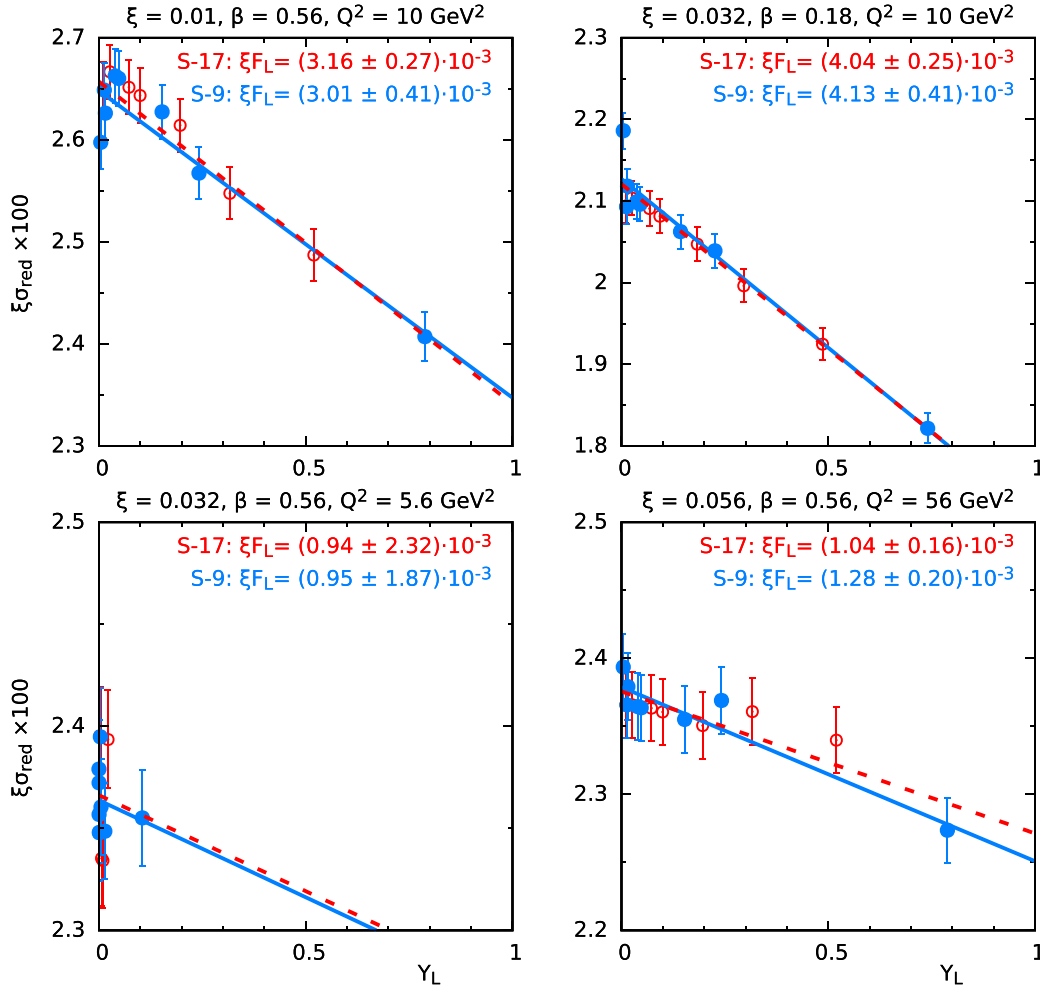 ξ = 0.01, β = 0.56, Q² = 10 GeV²
S-17: ξF_L= (3.16 ± 0.27)·10⁻³
S-9: ξF_L= (3.01 ± 0.41)·10⁻³
ξσ_red ×100
2.7
2.6
2.5
2.4
2.3
0
0.5
1
ξ = 0.032, β = 0.18, Q² = 10 GeV²
S-17: ξF_L= (4.04 ± 0.25)·10⁻³
S-9: ξF_L= (4.13 ± 0.41)·10⁻³
2.3
2.2
2.1
2
1.9
1.8
0
0.5
1
ξ = 0.032, β = 0.56, Q² = 5.6 GeV²
S-17: ξF_L= (0.94 ± 2.32)·10⁻³
S-9: ξF_L= (0.95 ± 1.87)·10⁻³
ξσ_red ×100
2.5
2.4
2.3
0
0.5
1
Y_L
ξ = 0.056, β = 0.56, Q² = 56 GeV²
S-17: ξF_L= (1.04 ± 0.16)·10⁻³
S-9: ξF_L= (1.28 ± 0.20)·10⁻³
2.5
2.4
2.3
2.2
0
0.5
1
Y_L